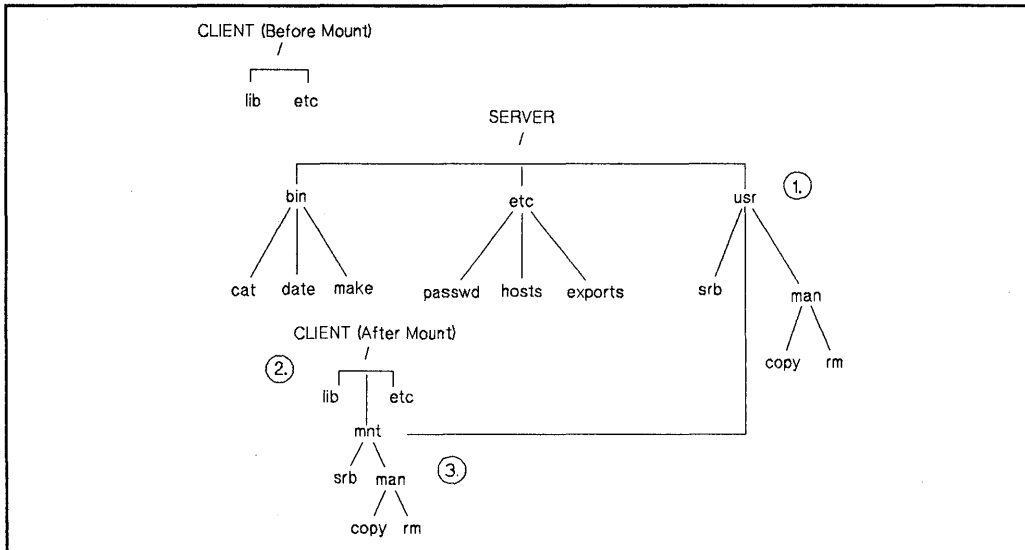 CLIENT (Before Mount)
/
lib etc
SERVER
/
bin etc usr 1.
cat date make passwd hosts exports srb man
copy rm
CLIENT (After Mount)
/
2.
lib etc
mnt
srb man 3.
copy rm